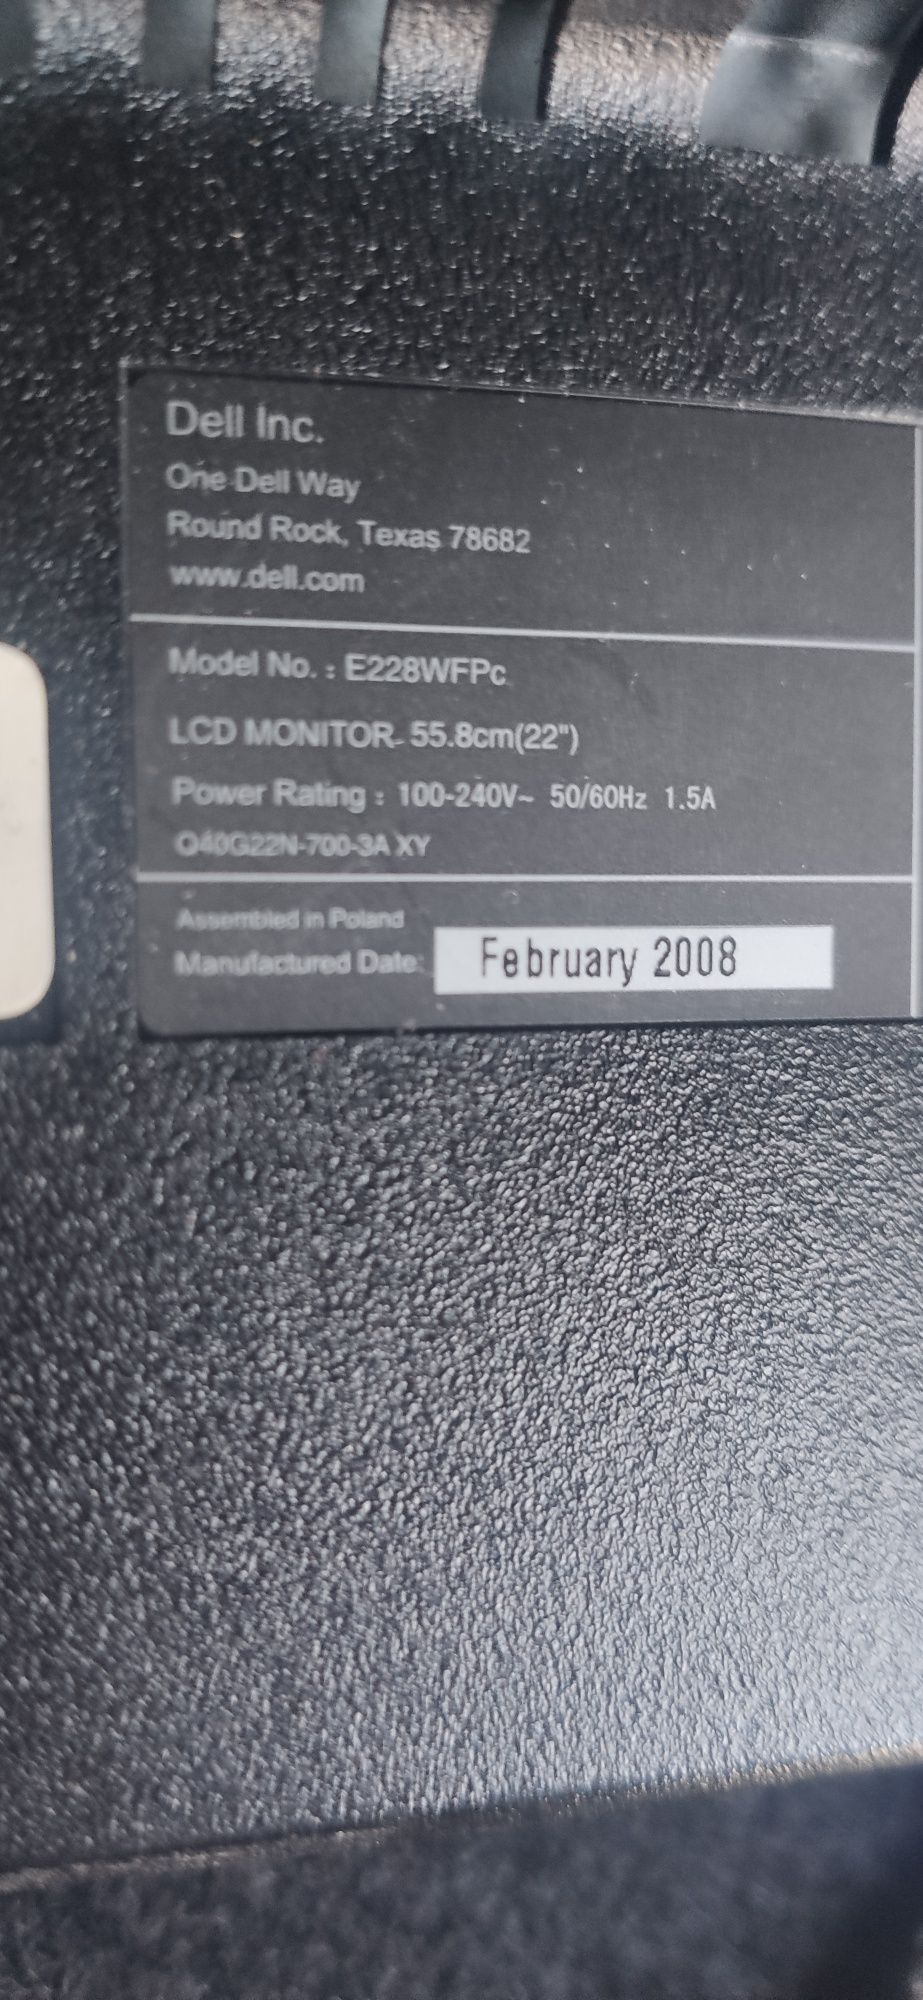 Dell Inc.
One Dell Way
Round Rock, Texas 78682
www.dell.com
Model No. : E228WFPc
LCD MONITOR 55.8cm(22")
Power Rating : 100-240V~ 50/60Hz 1.5A
Q40G22N-700-3A XY
Assembled in Poland
Manufactured Date: February 2008